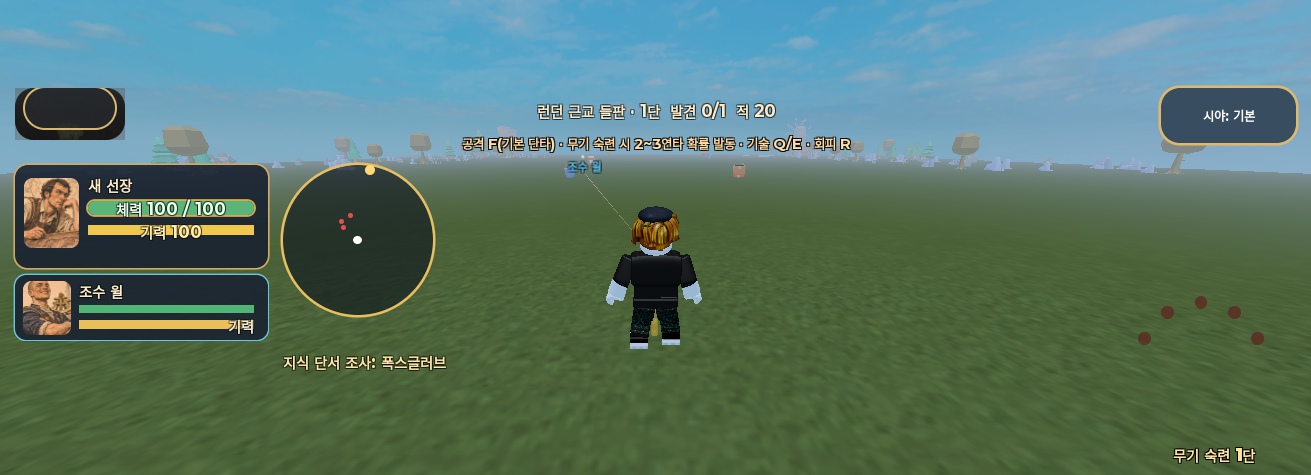 런던 근교 들판 · 1단 발견 0/1 적 20
공격 F(기본 단타) · 무기 숙련 시 2~3연타 확률 발동 · 기술 Q/E · 회피 R
시야: 기본
조수 윌
새 선장
체력 100 / 100
기력 100
조수 윌
기력
지식 단서 조사: 폭스글러브
무기 숙련 1단